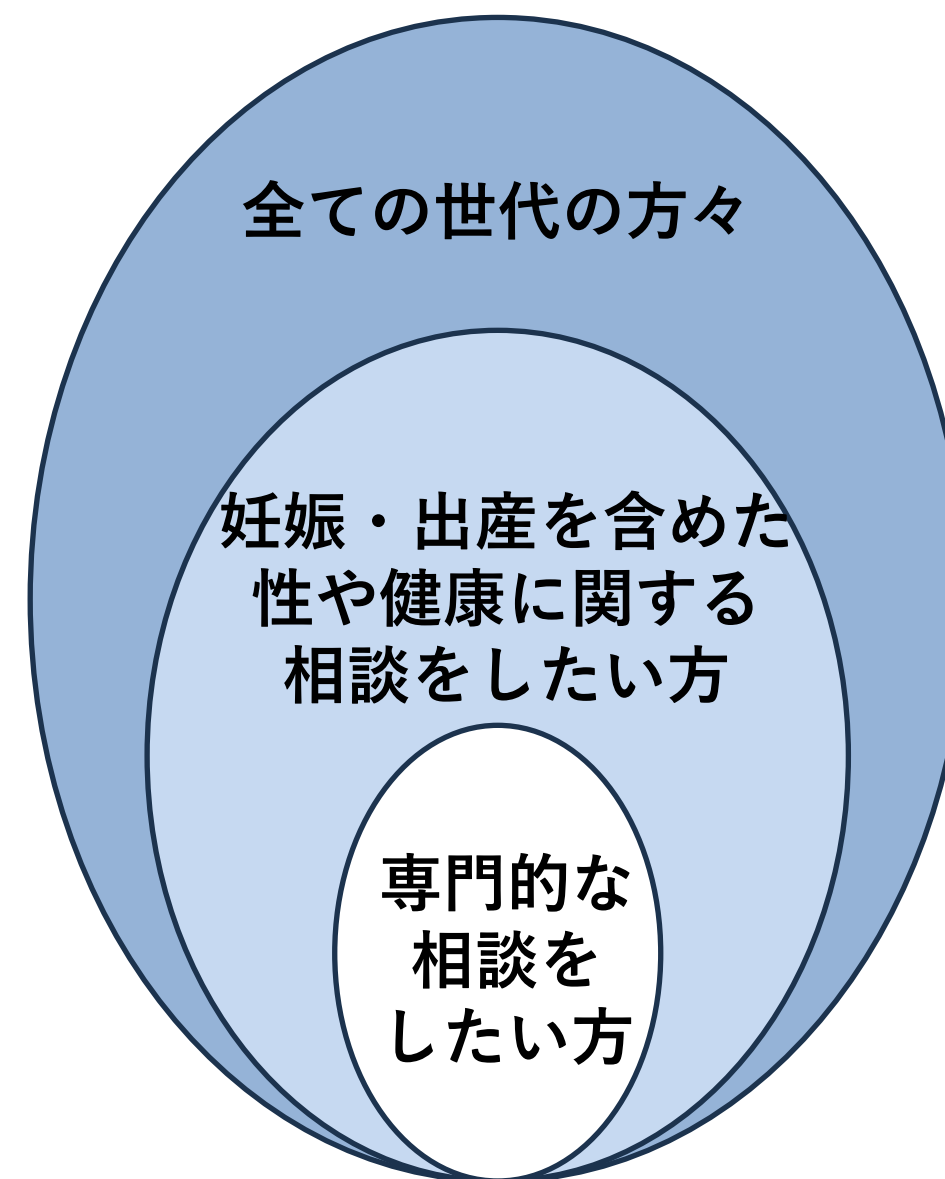 全ての世代の方々
妊娠・出産を含めた
性や健康に関する
相談をしたい方
専門的な
相談を
したい方